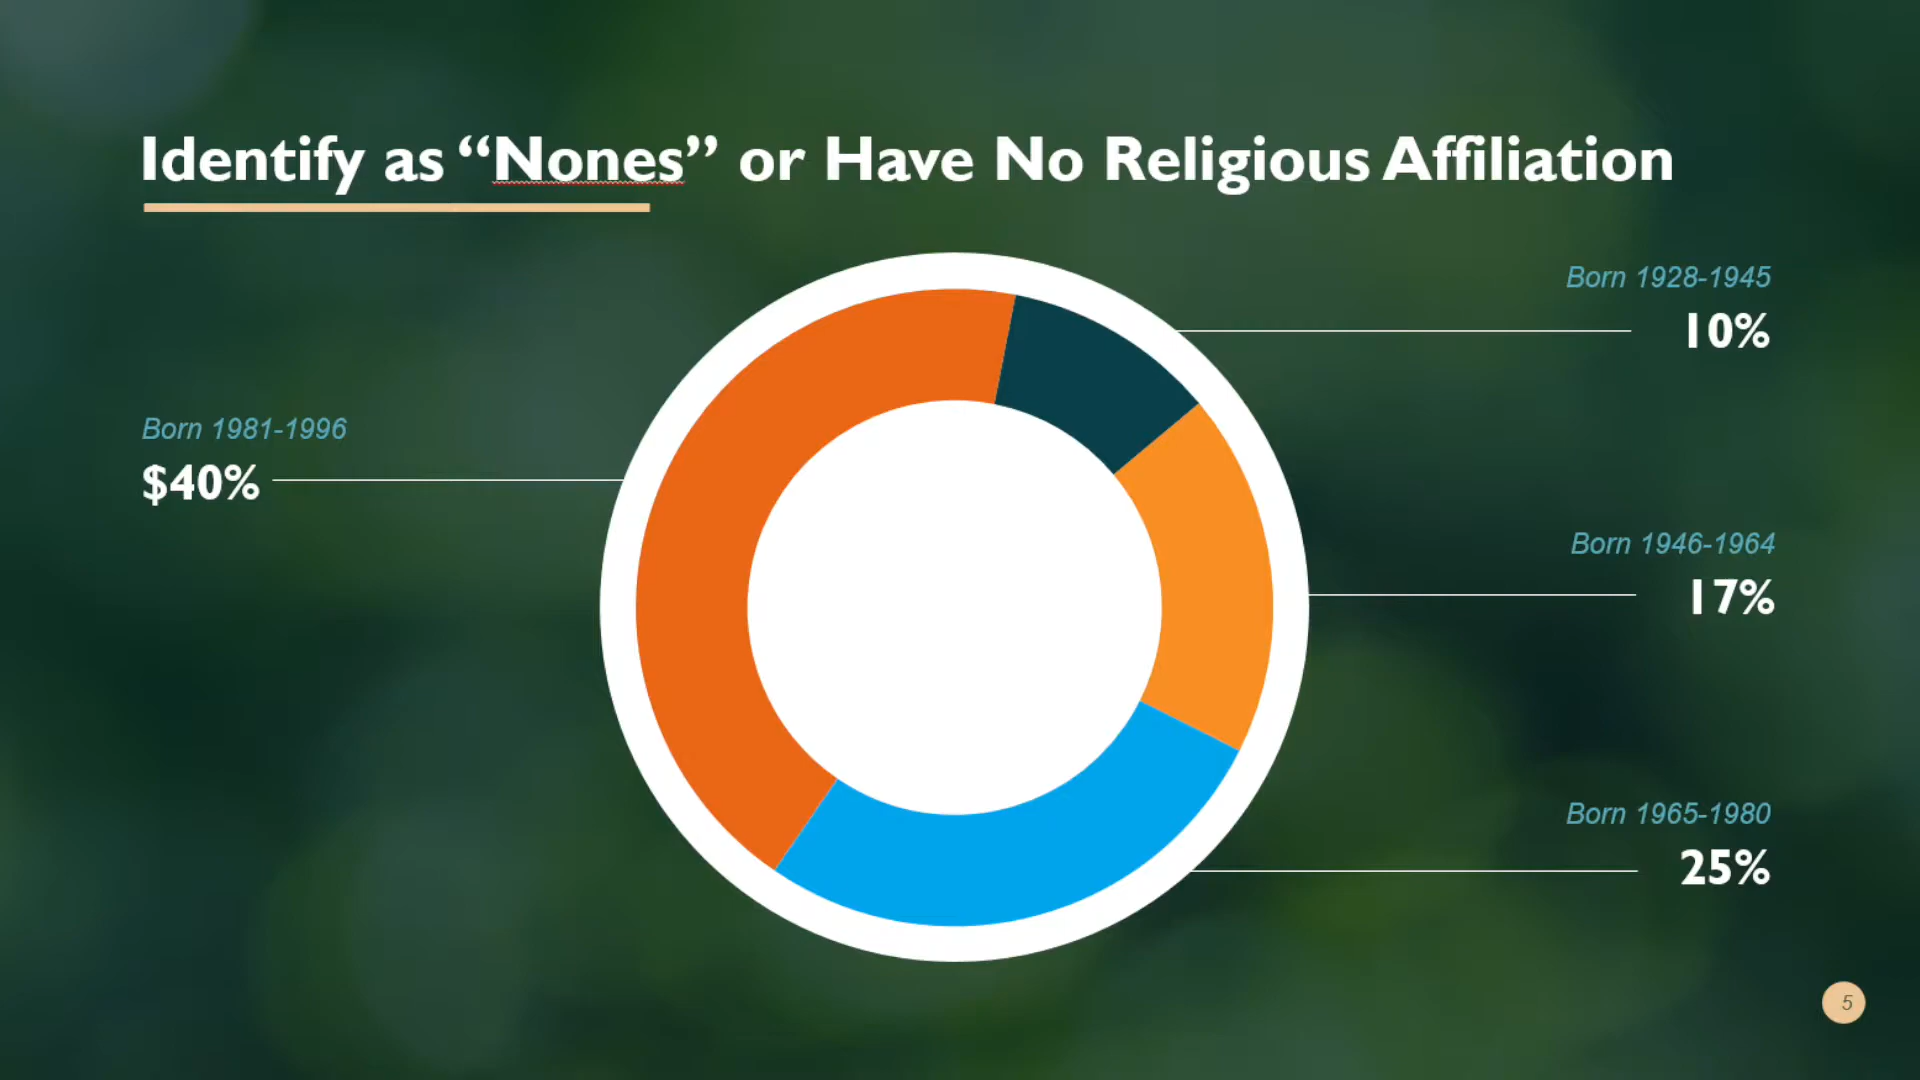 Identify as “Nones” or Have No Religious Affiliation
Born 1928-1945
10%
Born 1981-1996
$40%
Born 1946-1964
17%
Born 1965-1980
25%
5